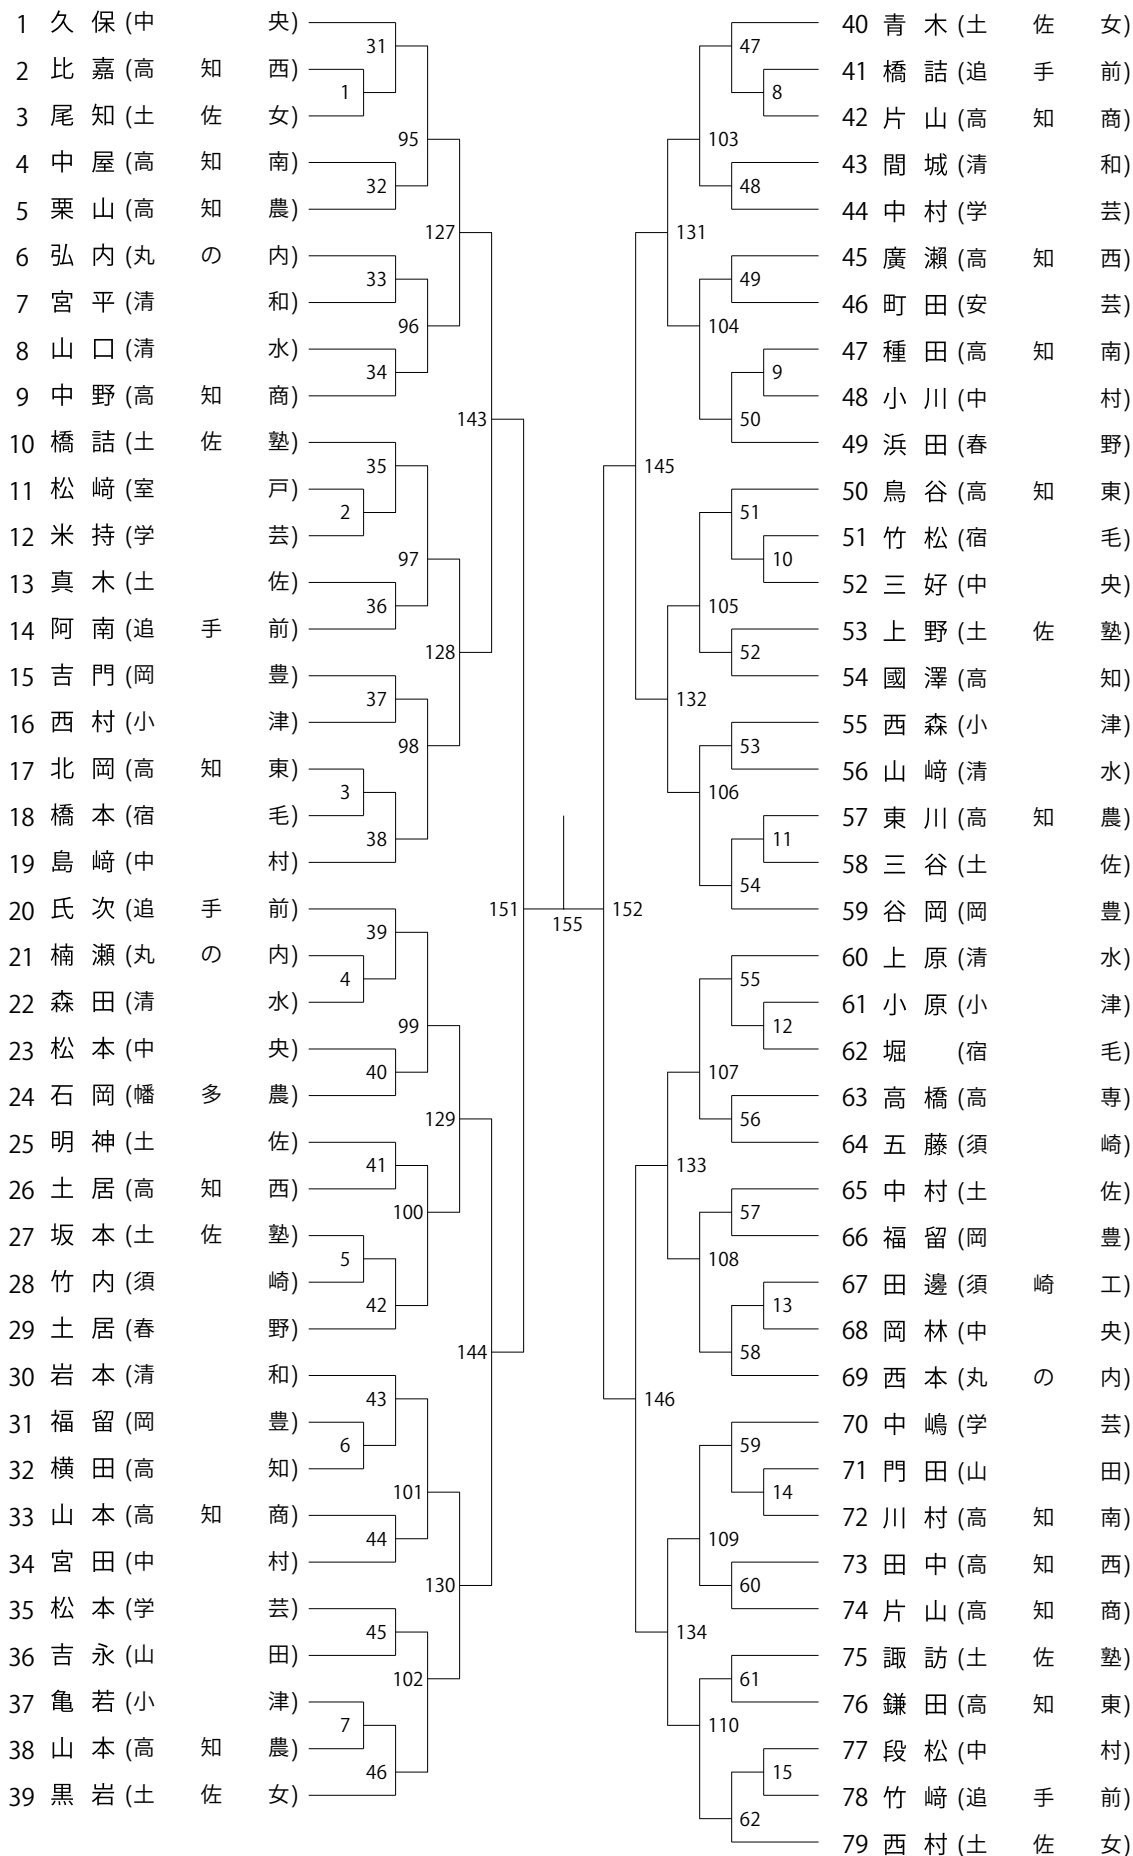 1 久保 (中央)
2 比嘉 (高知西)
3 尾知 (土佐女)
4 中屋 (高知南)
5 栗山 (高知農)
6 弘内 (丸の内)
7 宮平 (清和)
8 山口 (清水)
9 中野 (高知商)
10 橋詰 (土佐塾)
11 松﨑 (室戸)
12 米持 (学芸)
13 真木 (土佐)
14 阿南 (追手前)
15 吉門 (岡豊)
16 西村 (小津)
17 北岡 (高知東)
18 橋本 (宿毛)
19 島﨑 (中村)
20 氏次 (追手前)
21 楠瀬 (丸の内)
22 森田 (清水)
23 松本 (中央)
24 石岡 (幡多農)
25 明神 (土佐)
26 土居 (高知西)
27 坂本 (土佐塾)
28 竹内 (須崎)
29 土居 (春野)
30 岩本 (清和)
31 福留 (岡豊)
32 横田 (高知)
33 山本 (高知商)
34 宮田 (中村)
35 松本 (学芸)
36 吉永 (山田)
37 亀若 (小津)
38 山本 (高知農)
39 黒岩 (土佐女)
1
2
3
4
5
6
7
31
32
33
34
35
36
37
38
39
40
41
42
43
44
45
46
95
96
97
98
99
100
101
102
127
128
129
130
143
144
151
155
152
145
146
131
132
133
134
103
104
105
106
107
108
109
110
47
48
49
50
51
52
53
54
55
56
57
58
59
60
61
62
8
9
10
11
12
13
14
15
40 青木 (土佐女)
41 橋詰 (追手前)
42 片山 (高知商)
43 間城 (清和)
44 中村 (学芸)
45 廣瀨 (高知西)
46 町田 (安芸)
47 種田 (高知南)
48 小川 (中村)
49 浜田 (春野)
50 鳥谷 (高知東)
51 竹松 (宿毛)
52 三好 (中央)
53 上野 (土佐塾)
54 國澤 (高知)
55 西森 (小津)
56 山﨑 (清水)
57 東川 (高知農)
58 三谷 (土佐)
59 谷岡 (岡豊)
60 上原 (清水)
61 小原 (小津)
62 堀 (宿毛)
63 高橋 (高専)
64 五藤 (須崎)
65 中村 (土佐)
66 福留 (岡豊)
67 田邊 (須崎工)
68 岡林 (中央)
69 西本 (丸の内)
70 中嶋 (学芸)
71 門田 (山田)
72 川村 (高知南)
73 田中 (高知西)
74 片山 (高知商)
75 諏訪 (土佐塾)
76 鎌田 (高知東)
77 段松 (中村)
78 竹﨑 (追手前)
79 西村 (土佐女)